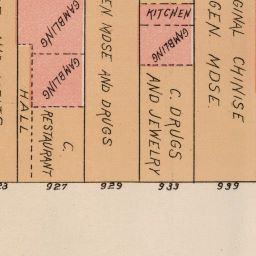 GAMBLING
GAMBLING
HALL
C.
RESTAURANT
EN MDSE AND DRUGS
KITCHEN
GAMBLING
C. DRUGS
AND JEWELRY
GEN. MDSE.
GINAL CHINISE
23
927
929
933
939